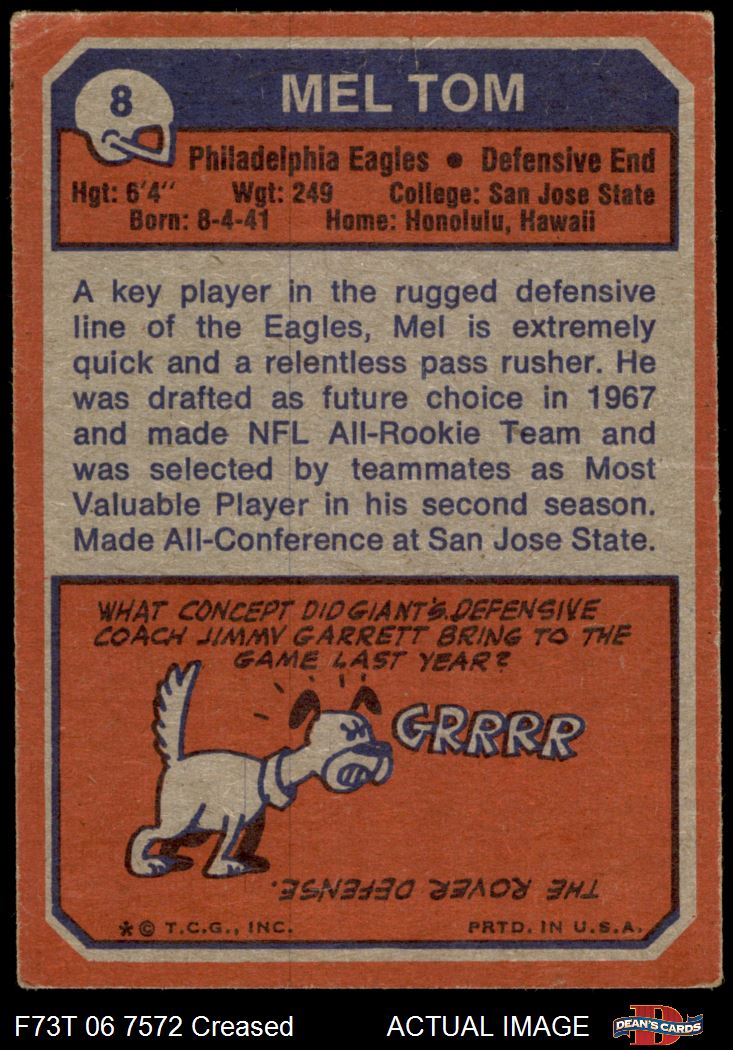 8
MEL TOM
Philadelphia Eagles • Defensive End
Hgt: 6'4" Wgt: 249 College: San Jose State
Born: 8-4-41 Home: Honolulu, Hawaii
A key player in the rugged defensive
line of the Eagles, Mel is extremely
quick and a relentless pass rusher. He
was drafted as future choice in 1967
and made NFL All-Rookie Team and
was selected by teammates as Most
Valuable Player in his second season.
Made All-Conference at San Jose State.
WHAT CONCEPT DID GIANT'S DEFENSIVE
COACH JIMMY GARRETT BRING TO THE
GAME LAST YEAR?
GRRRR
THE ROVER DEFENSE.
* © T.C.G., INC. PRTD. IN U.S.A.
F73T 06 7572 Creased ACTUAL IMAGE
D
DEAN'S CARDS